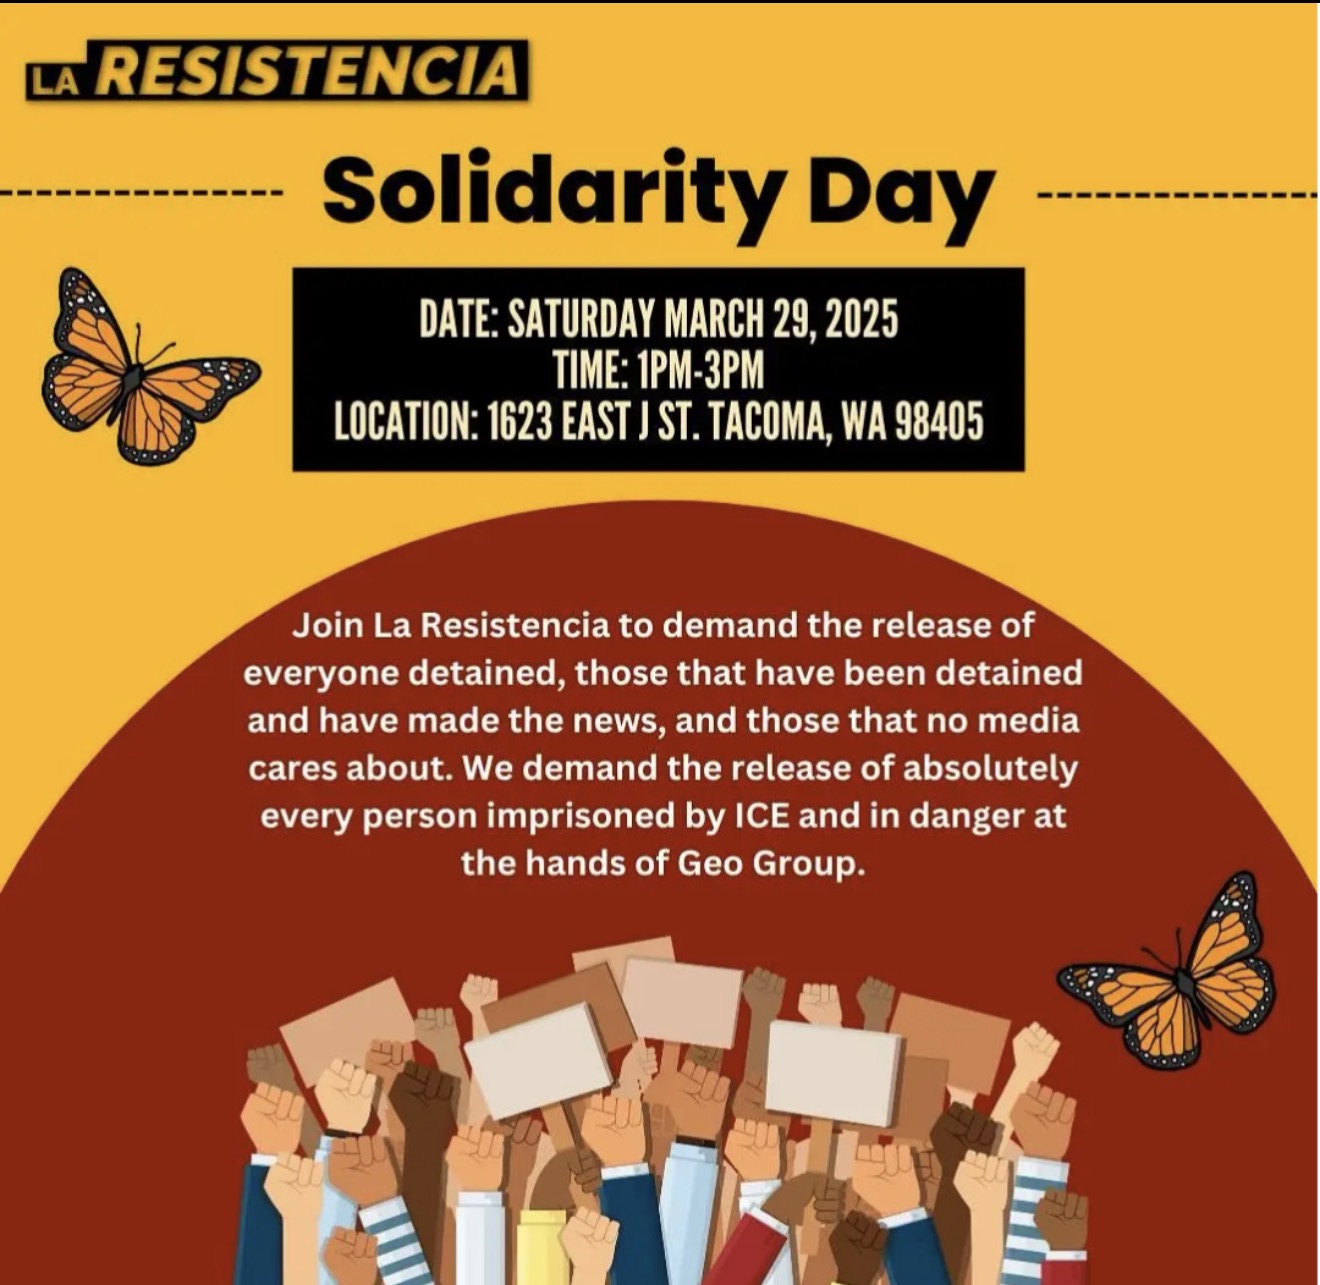 LA RESISTENCIA
Solidarity Day
DATE: SATURDAY MARCH 29, 2025
TIME: 1PM-3PM
LOCATION: 1623 EAST J ST. TACOMA, WA 98405
Join La Resistencia to demand the release of
everyone detained, those that have been detained
and have made the news, and those that no media
cares about. We demand the release of absolutely
every person imprisoned by ICE and in danger at
the hands of Geo Group.